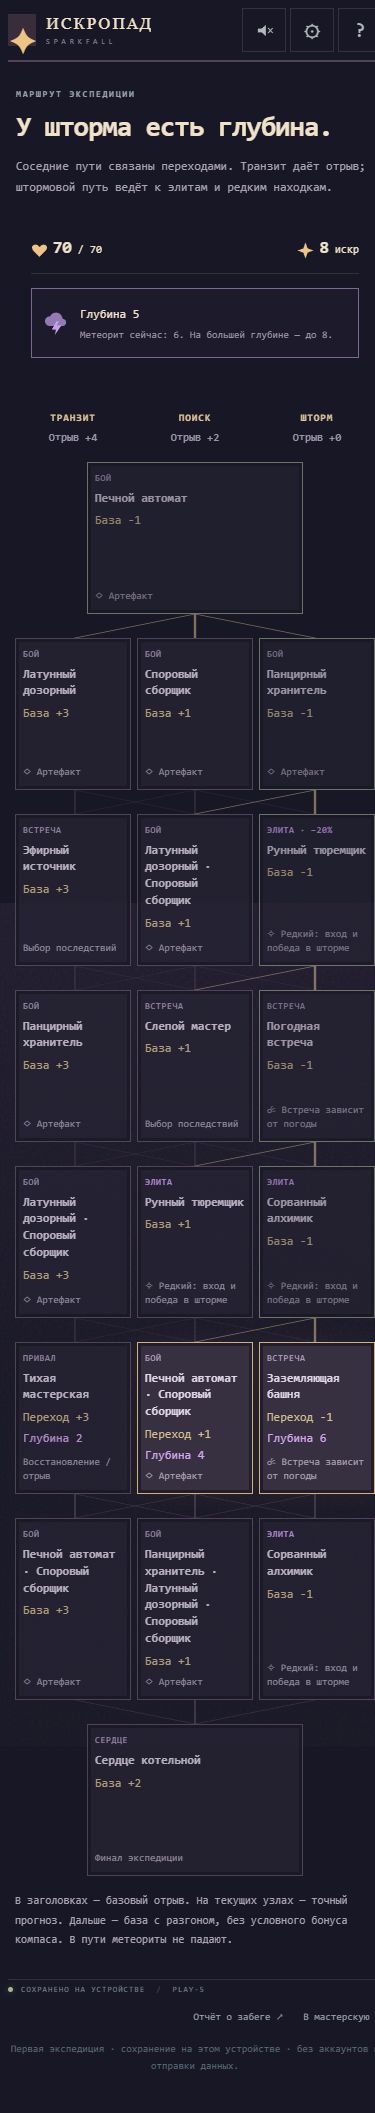 ИСКРОПАД
SPARKFALL
?
МАРШРУТ ЭКСПЕДИЦИИ
У шторма есть глубина.
Соседние пути связаны переходами. Транзит даёт отрыв;
штормовой путь ведёт к элитам и редким находкам.
70 / 70
8 искр
Глубина 5
Метеорит сейчас: 6. На большей глубине — до 8.
ТРАНЗИТ
Отрыв +4
ПОИСК
Отрыв +2
ШТОРМ
Отрыв +0
БОЙ
Печной автомат
База -1
◇ Артефакт
БОЙ
Латунный
дозорный
База +3
◇ Артефакт
БОЙ
Споровый
сборщик
База +1
◇ Артефакт
БОЙ
Панцирный
хранитель
База -1
◇ Артефакт
ВСТРЕЧА
Эфирный
источник
База +3
Выбор последствий
БОЙ
Латунный
дозорный ·
Споровый
сборщик
База +1
◇ Артефакт
ЭЛИТА · −20%
Рунный тюремщик
База -1
✧ Редкий: вход и
победа в шторме
БОЙ
Панцирный
хранитель
База +3
◇ Артефакт
ВСТРЕЧА
Слепой мастер
База +1
Выбор последствий
ВСТРЕЧА
Погодная
встреча
База -1
☄ Встреча зависит
от погоды
БОЙ
Латунный
дозорный ·
Споровый
сборщик
База +3
◇ Артефакт
ЭЛИТА
Рунный тюремщик
База +1
✧ Редкий: вход и
победа в шторме
ЭЛИТА
Сорванный
алхимик
База -1
✧ Редкий: вход и
победа в шторме
ПРИВАЛ
Тихая
мастерская
Переход +3
Глубина 2
Восстановление /
отрыв
БОЙ
Печной автомат
· Споровый
сборщик
Переход +1
Глубина 4
◇ Артефакт
ВСТРЕЧА
Заземляющая
башня
Переход -1
Глубина 6
☄ Встреча зависит
от погоды
БОЙ
Печной автомат
· Споровый
сборщик
База +3
◇ Артефакт
БОЙ
Панцирный
хранитель ·
Латунный
дозорный ·
Споровый
сборщик
База +1
◇ Артефакт
ЭЛИТА
Сорванный
алхимик
База -1
✧ Редкий: вход и
победа в шторме
СЕРДЦЕ
Сердце котельной
База +2
Финал экспедиции
В заголовках — базовый отрыв. На текущих узлах — точный
прогноз. Дальше — база с разгоном, без условного бонуса
компаса. В пути метеориты не падают.
СОХРАНЕНО НА УСТРОЙСТВЕ / PLAY-5
Отчёт о забеге ↗ В мастерскую
Первая экспедиция · сохранение на этом устройстве · без аккаунтов
отправки данных.